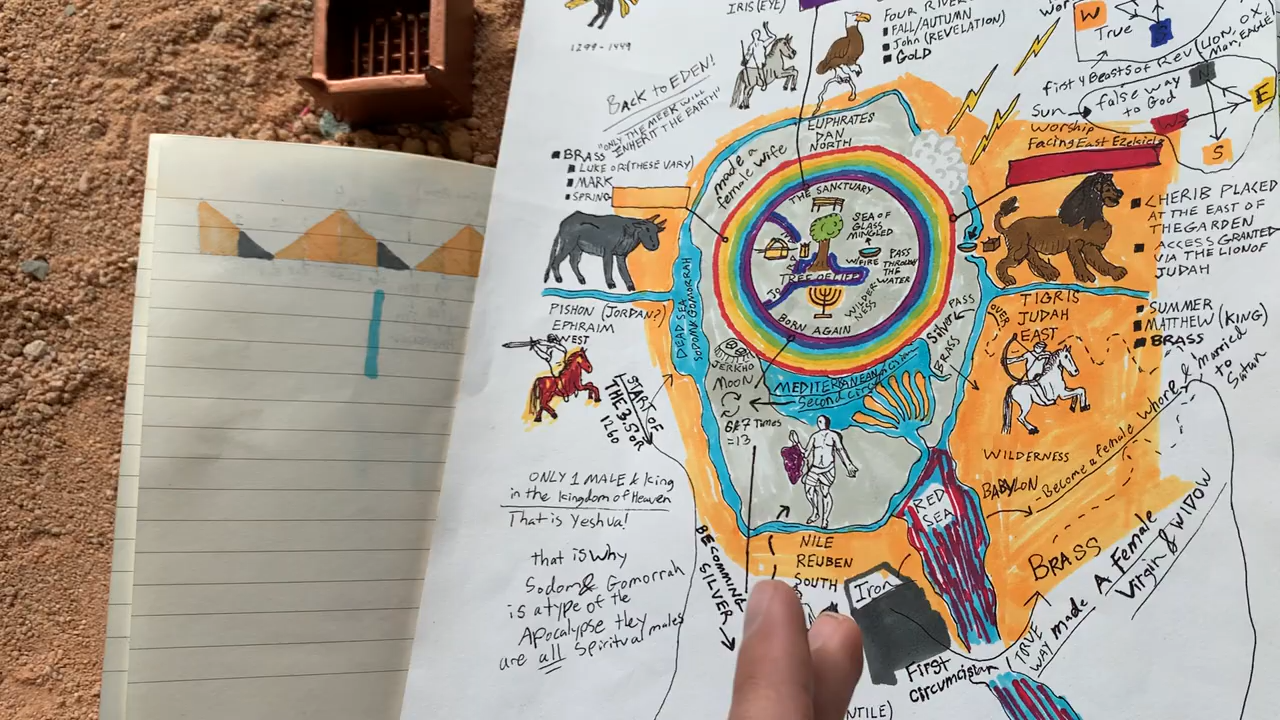 IRIS (EYE)
1299-1449
FOUR RIVER
FALL/AUTUMN
John (REVELATION)
GOLD
W
True
first 4 Beasts of Rev (LION, OX,
Man, EAGLE
N
E
S
Sun
false way
to God
Worship
Facing East Ezekiel 8
BACK to EDEN!
"ONLY THE MEEK WILL
INHERIT THE EARTH"
BRASS
LUKE OR (THESE VARY)
MARK
SPRING
EUPHRATES
DAN
NORTH
made a
female wife
THE SANCTUARY
SEA OF
GLASS
MINGLED
W/FIRE
PASS
THROUGH
THE
WATER
TREE OF LIFE
WILDER
NESS
BORN AGAIN
CHERIB PLACED
AT THE EAST OF
THE GARDEN
ACCESS GRANTED
VIA THE LION OF
JUDAH
DEAD SEA
SODOM & GOMORRAH
PISHON (JORDAN?)
EPHRAIM
WEST
TIGRIS
JUDAH
EAST
OVER
PASS
Silver
BRASS
SUMMER
MATTHEW (KING)
BRASS
START OF
THE 3.5 OR
1260
JERICHO
MOON
6&7 Times
=13
MEDITERRANEAN
Second circumcision
WILDERNESS
BABYLON
Become a female whore & married
to
Satan
ONLY 1 MALE & King
in the kingdom of Heaven
That is Yeshua!
that is why
Sodom & Gomorrah
is a type of the
Apocalypse they
are all Spiritual males
BECOMMING
SILVER
NILE
REUBEN
SOUTH
RED
SEA
Iron
First
circumcision
BRASS
TRUE
WAY made A Female
Virgin & WIDOW